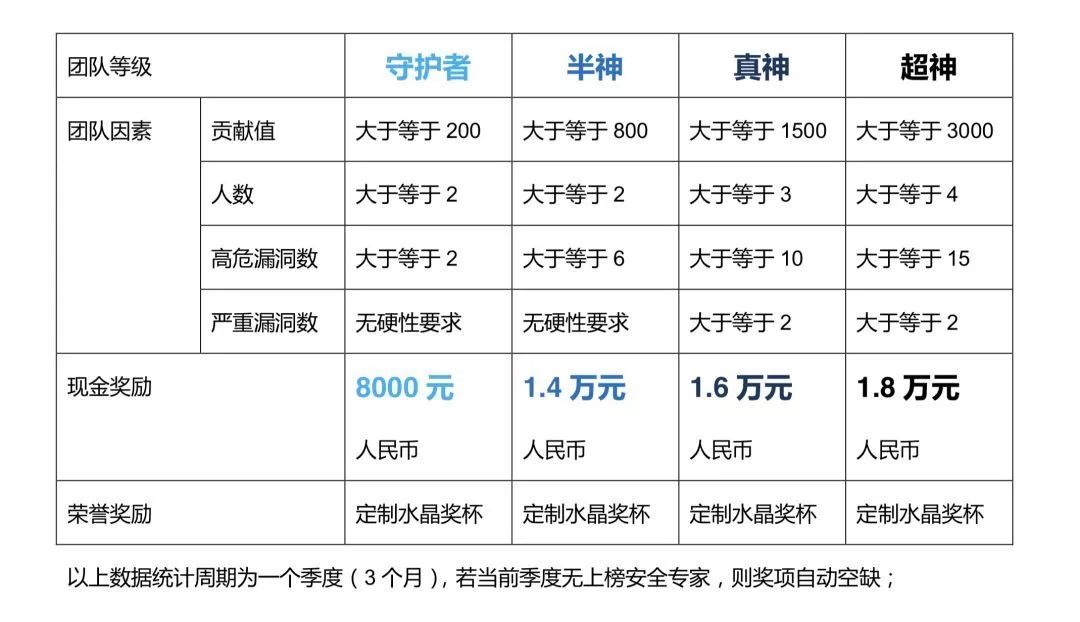 团队等级 守护者 半神 真神 超神
团队因素 贡献值 大于等于 200 大于等于 800 大于等于 1500 大于等于 3000
人数 大于等于 2 大于等于 2 大于等于 3 大于等于 4
高危漏洞数 大于等于 2 大于等于 6 大于等于 10 大于等于 15
严重漏洞数 无硬性要求 无硬性要求 大于等于 2 大于等于 2
现金奖励 8000 元 1.4 万元 1.6 万元 1.8 万元
人民币 人民币 人民币 人民币
荣誉奖励 定制水晶奖杯 定制水晶奖杯 定制水晶奖杯 定制水晶奖杯
以上数据统计周期为一个季度（3 个月），若当前季度无上榜安全专家，则奖项自动空缺；